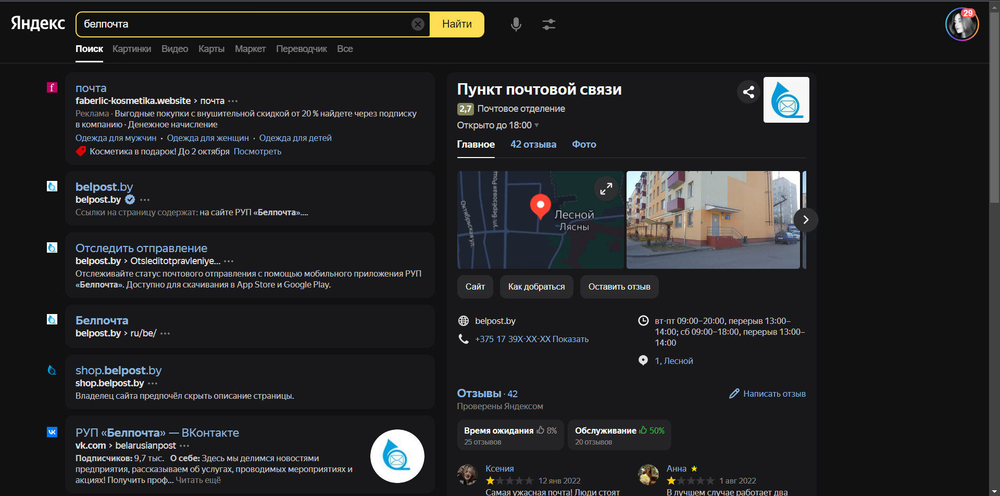 Яндекс
белпочта
Найти
29
Поиск Картинки Видео Карты Маркет Переводчик Все
почта
faberlic-kosmetika.website › почта
Реклама · Выгодные покупки с внушительной скидкой от 20 % найдете через подписку
в компанию · Денежное начисление
Одежда для мужчин · Одежда для женщин · Одежда для детей
Косметика в подарок! До 2 октября Посмотреть
belpost.by
belpost.by
Ссылки на страницу содержат: на сайте РУП «Белпочта»....
Отследить отправление
belpost.by › Otsleditotpravleniye...
Отслеживайте статус почтового отправления с помощью мобильного приложения РУП
«Белпочта». Доступно для скачивания в App Store и Google Play.
Белпочта
belpost.by › ru/be/
shop.belpost.by
shop.belpost.by
Владелец сайта предпочёл скрыть описание страницы.
РУП «Белпочта» — ВКонтакте
vk.com › belarusianpost
Подписчиков: 9,7 тыс. О себе: Здесь мы делимся новостями
предприятия, рассказываем об услугах, проводимых мероприятиях и
акциях! Получить проф... Читать ещё
Пункт почтовой связи
2,7 Почтовое отделение
Открыто до 18:00
Главное 42 отзыва Фото
Октябрьская ул.
ул. Берёзовая Роща
Лесной
Лясны
Сайт Как добраться Оставить отзыв
belpost.by
+375 17 39X-XX-XX Показать
вт-пт 09:00–20:00, перерыв 13:00–
14:00; сб 09:00–18:00, перерыв 13:00–
14:00
1, Лесной
Отзывы · 42
Написать отзыв
Проверены Яндексом
Время ожидания 8%
25 отзывов
Обслуживание 50%
20 отзывов
Ксения
12 янв 2022
Самая ужасная почта! Люди стоят
Анна
1 авг 2022
В лучшем случае работает два